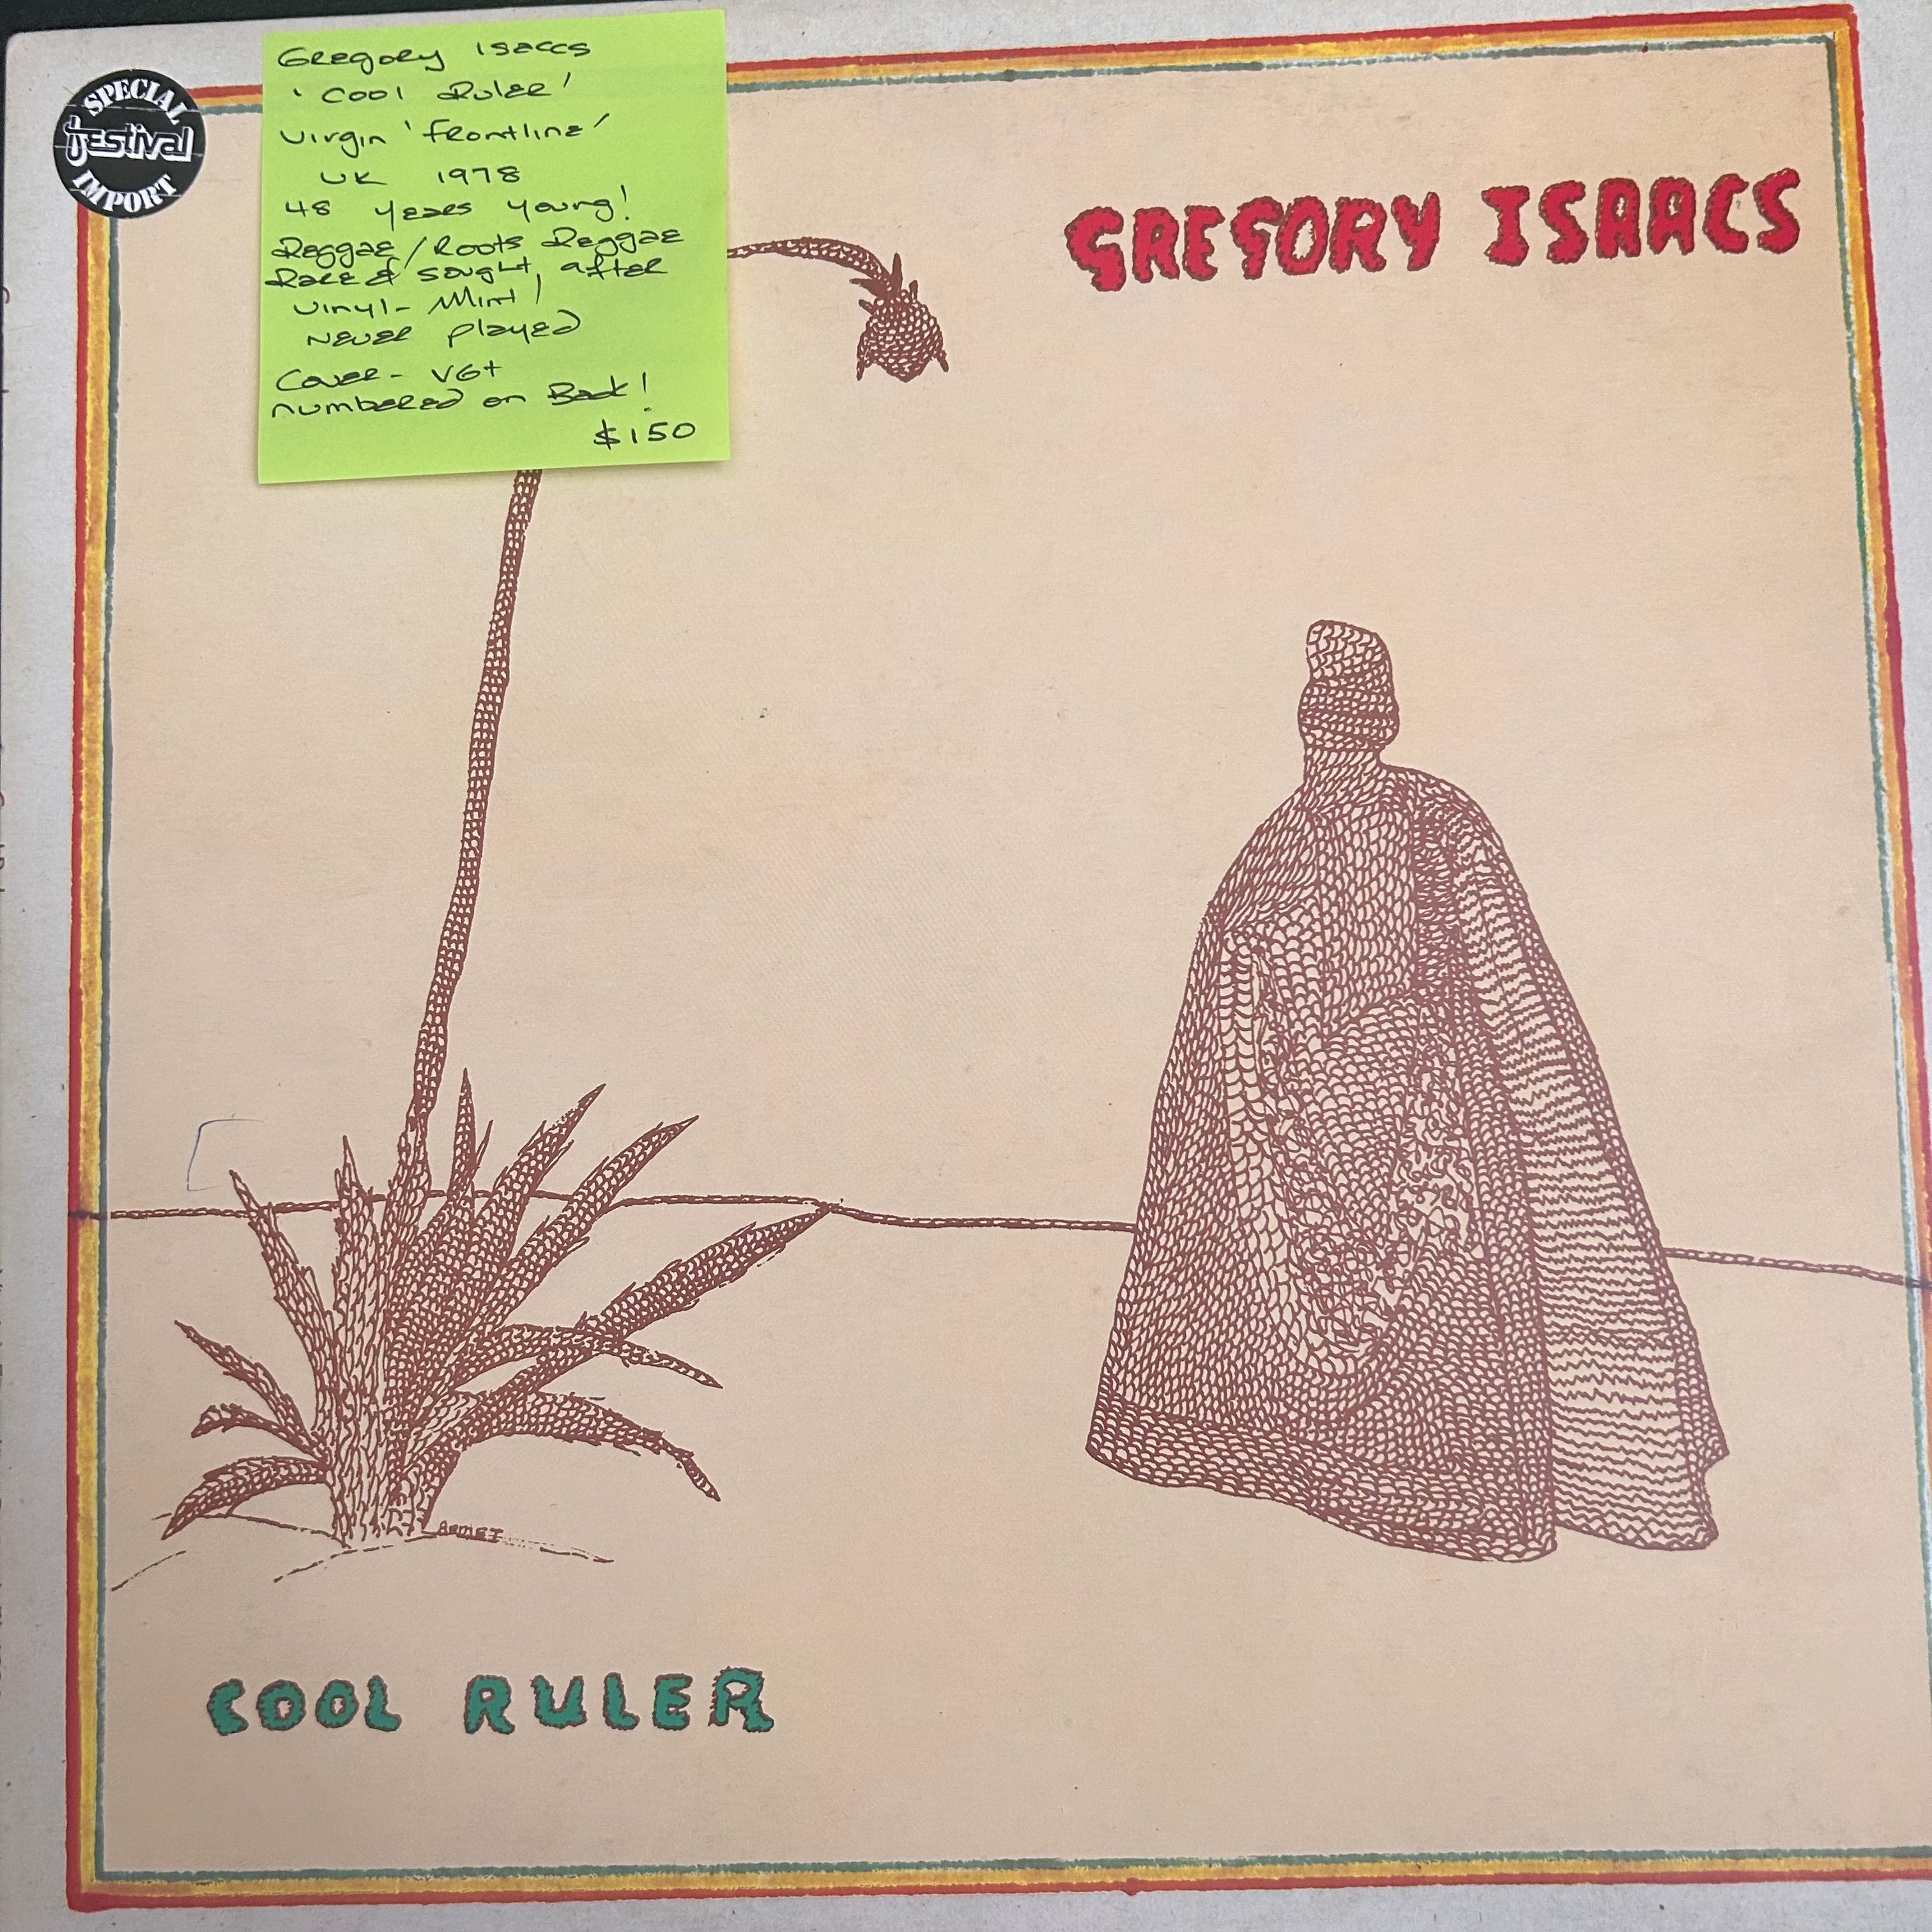 SPECIAL
festival
IMPORT
Gregory Isaccs
'Cool Ruler'
Virgin 'Frontline'
UK 1978
48 years young!
Reggae/Roots Reggae
Rare & sought after
Vinyl - Mint!
Never played
Cover - VG+
numbered on Back!
$150
GREGORY ISAACS
COOL RULER